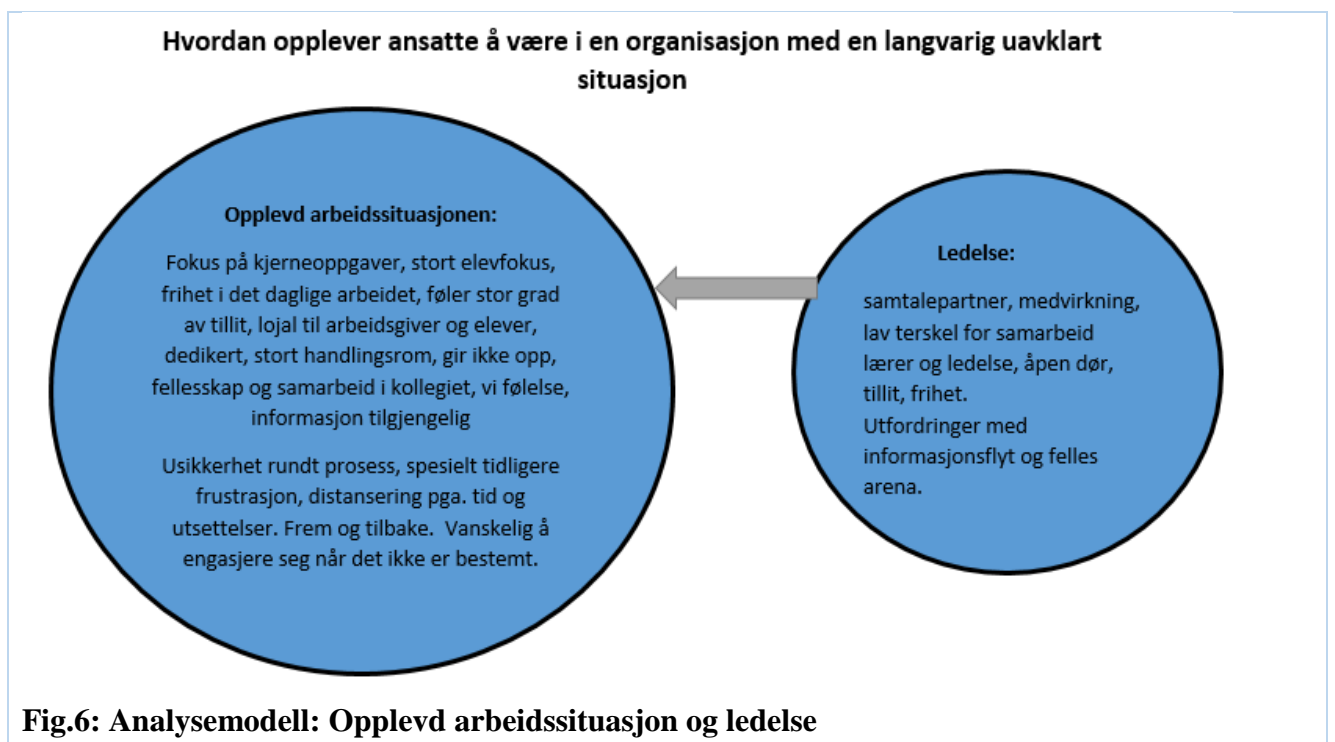 Hvordan opplever ansatte å være i en organisasjon med en langvarig uavklart
situasjon
Opplevd arbeidssituasjonen:
Fokus på kjerneoppgaver, stort elevfokus,
frihet i det daglige arbeidet, føler stor grad
av tillit, lojal til arbeidsgiver og elever,
dedikert, stort handlingsrom, gir ikke opp,
fellesskap og samarbeid i kollegiet, vi følelse,
informasjon tilgjengelig
Usikkerhet rundt prosess, spesielt tidligere
frustrasjon, distansering pga. tid og
utsettelser. Frem og tilbake.  Vanskelig å
engasjere seg når det ikke er bestemt.
Ledelse:
samtalepartner, medvirkning,
lav terskel for samarbeid
lærer og ledelse, åpen dør,
tillit, frihet.
Utfordringer med
informasjonsflyt og felles
arena.
Fig.6: Analysemodell: Opplevd arbeidssituasjon og ledelse